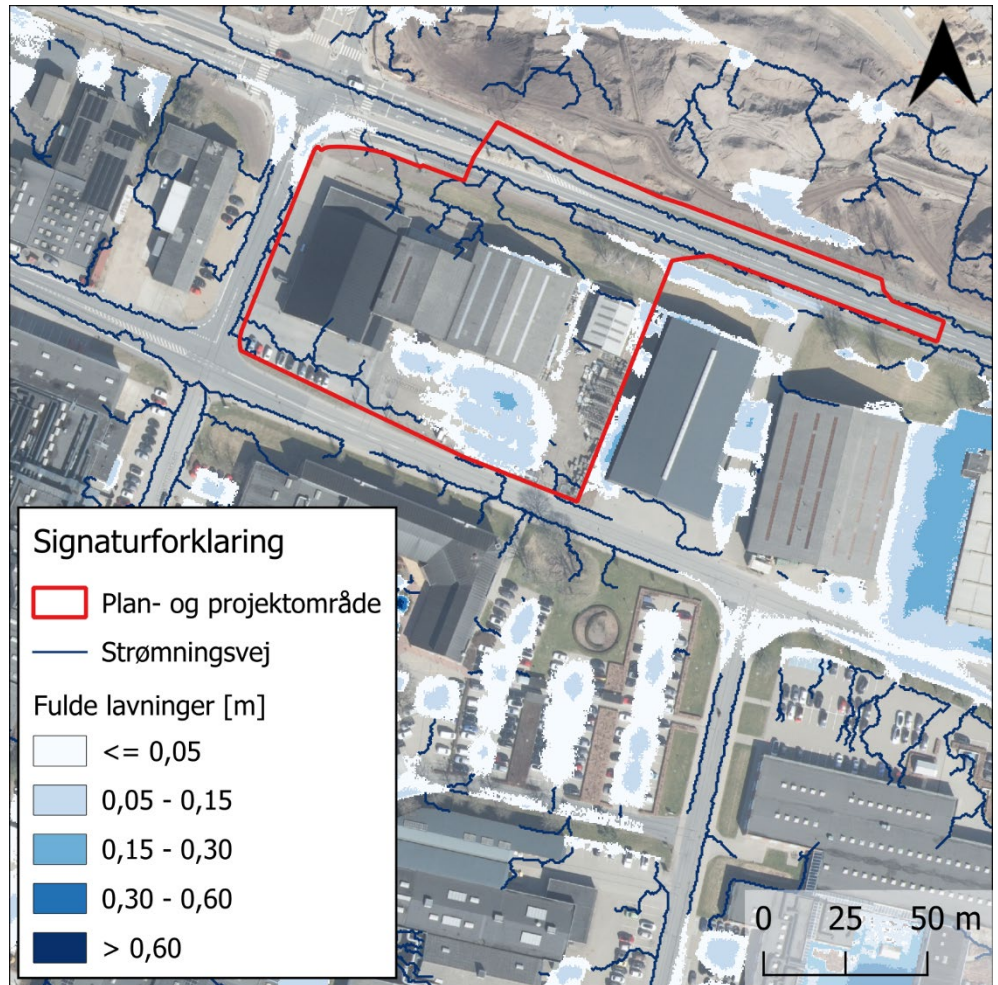 Signaturforklaring
Plan- og projektområde
Strømningsvej
Fulde lavninger [m]
<= 0,05
0,05 - 0,15
0,15 - 0,30
0,30 - 0,60
> 0,60
0 25 50 m